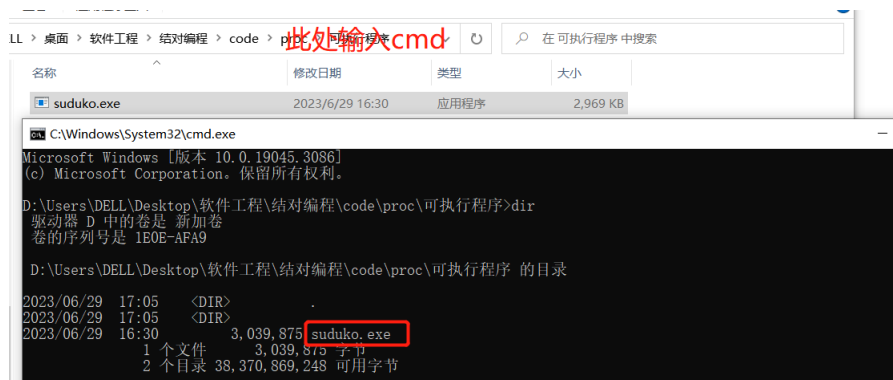 LL > 桌面 > 软件工程 > 结对编程 > code > proc > 可执行程序
此处输入cmd
在 可执行程序 中搜索
名称 修改日期 类型 大小
suduko.exe 2023/6/29 16:30 应用程序 2,969 KB
C:\Windows\System32\cmd.exe
Microsoft Windows [版本 10.0.19045.3086]
(c) Microsoft Corporation。保留所有权利。
D:\Users\DELL\Desktop\软件工程\结对编程\code\proc\可执行程序>dir
驱动器 D 中的卷是 新加卷
卷的序列号是 1E0E-AFA9
D:\Users\DELL\Desktop\软件工程\结对编程\code\proc\可执行程序 的目录
2023/06/29 17:05 <DIR> .
2023/06/29 17:05 <DIR>
2023/06/29 16:30 3,039,875 suduko.exe
1 个文件 3,039,875 字节
2 个目录 38,370,869,248 可用字节